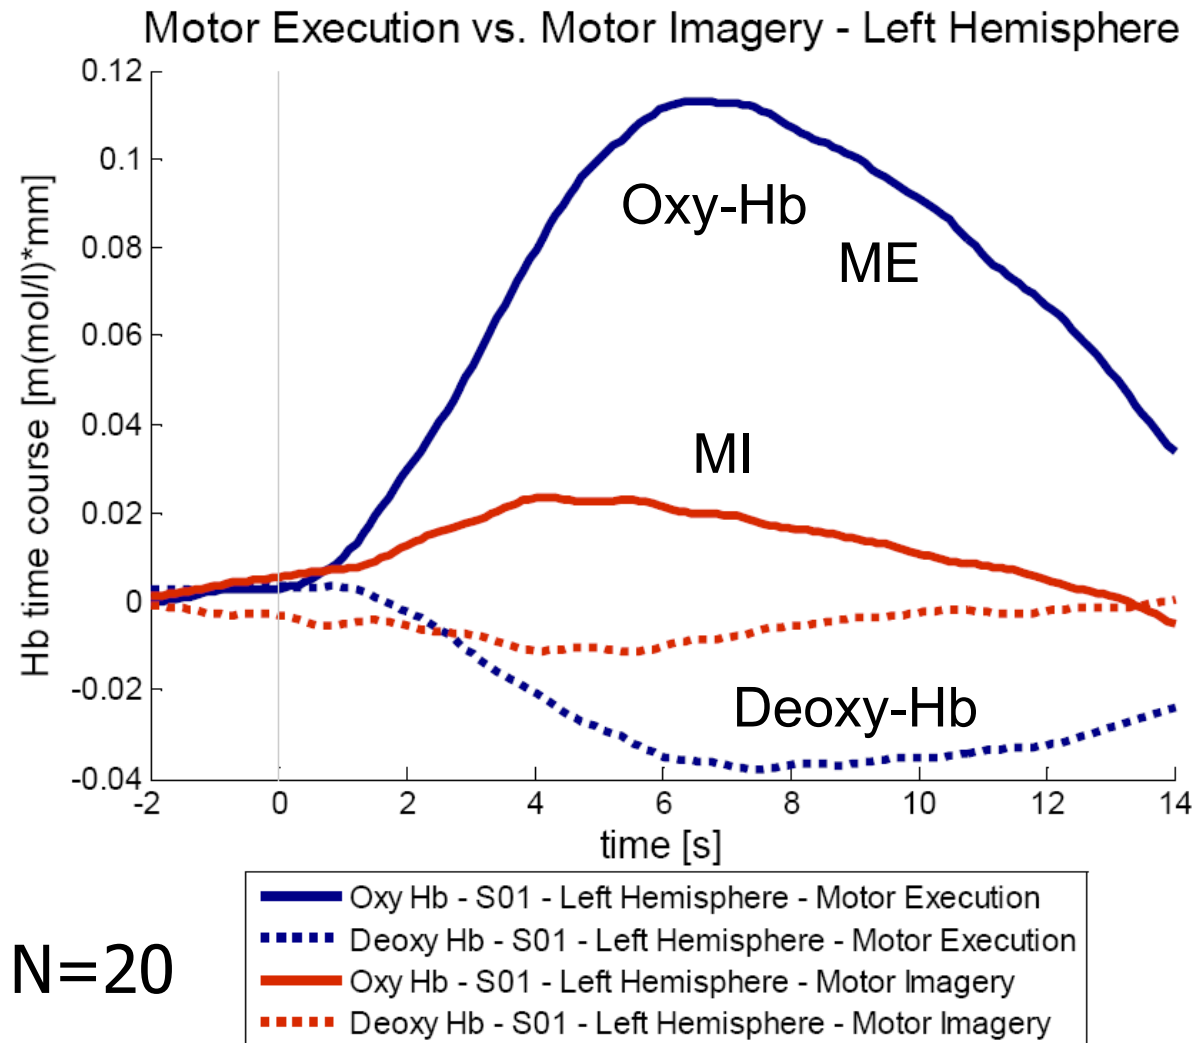 Motor Execution vs. Motor Imagery - Left Hemisphere
Hb time course [m(mol/l)*mm]
0.12
0.1
0.08
0.06
0.04
0.02
0
-0.02
-0.04
Oxy-Hb
ME
MI
Deoxy-Hb
-2 0 2 4 6 8 10 12 14
time [s]
Oxy Hb - S01 - Left Hemisphere - Motor Execution
Deoxy Hb - S01 - Left Hemisphere - Motor Execution
Oxy Hb - S01 - Left Hemisphere - Motor Imagery
Deoxy Hb - S01 - Left Hemisphere - Motor Imagery
N=20